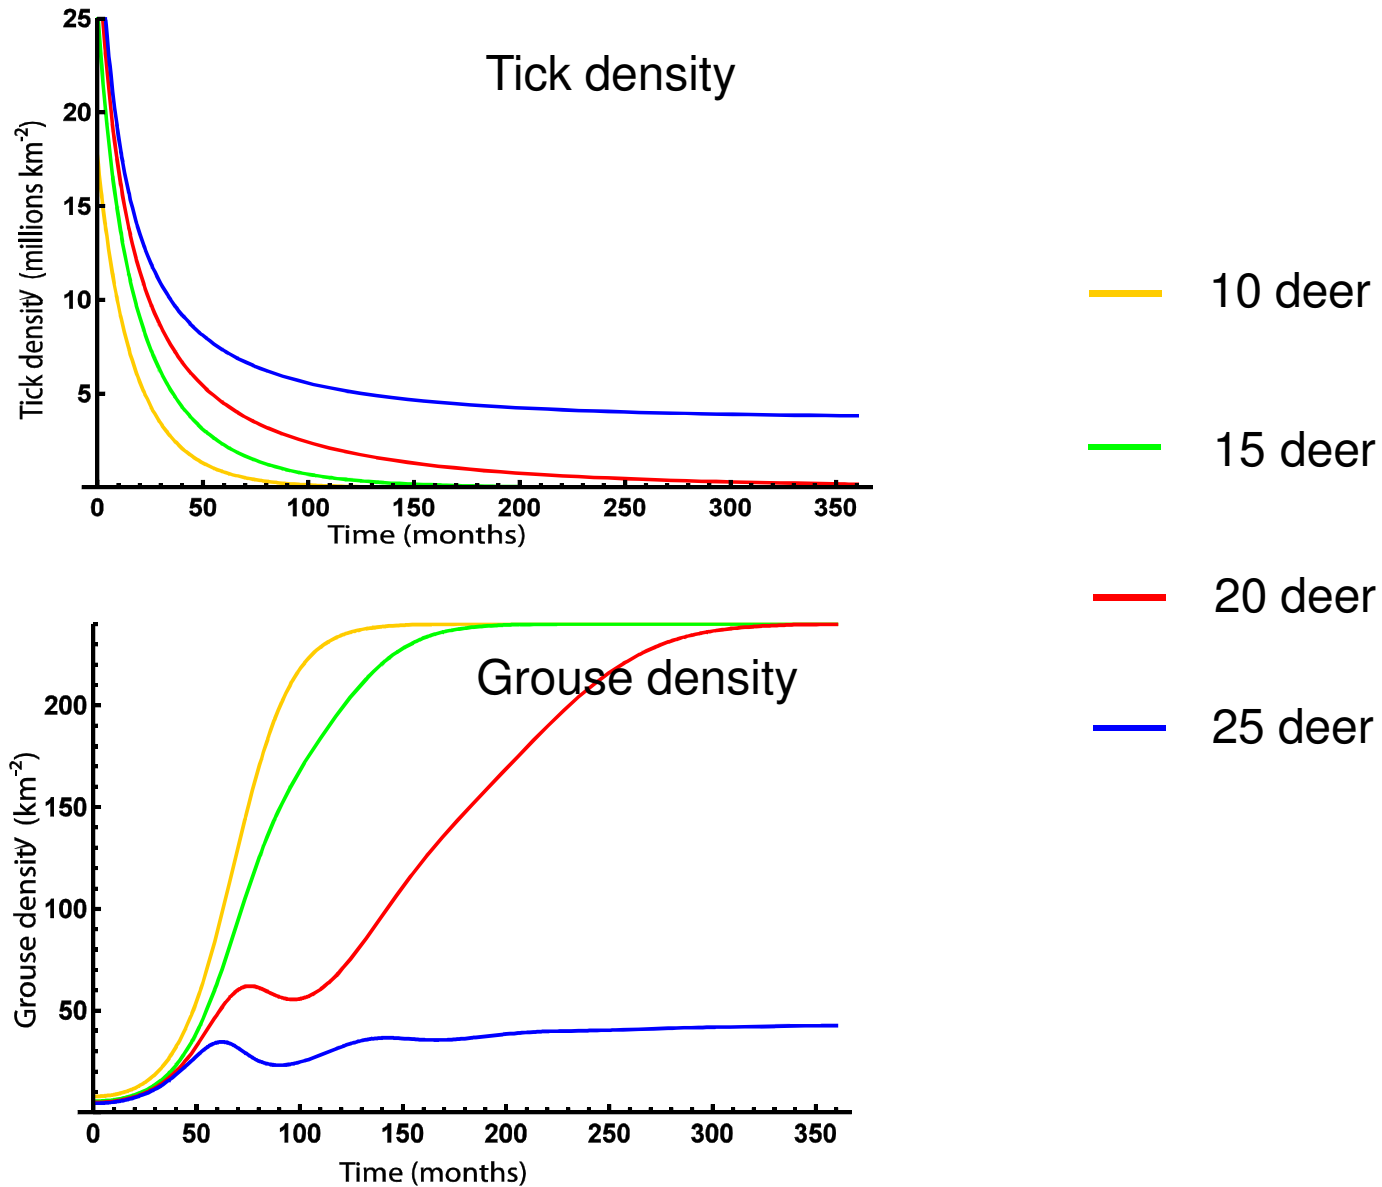 Tick density
Tick density (millions km-2)
25
20
15
10
5
0 50 100 150 200 250 300 350
Time (months)
Grouse density
Grouse density (km-2)
200
150
100
50
0 50 100 150 200 250 300 350
Time (months)
10 deer
15 deer
20 deer
25 deer